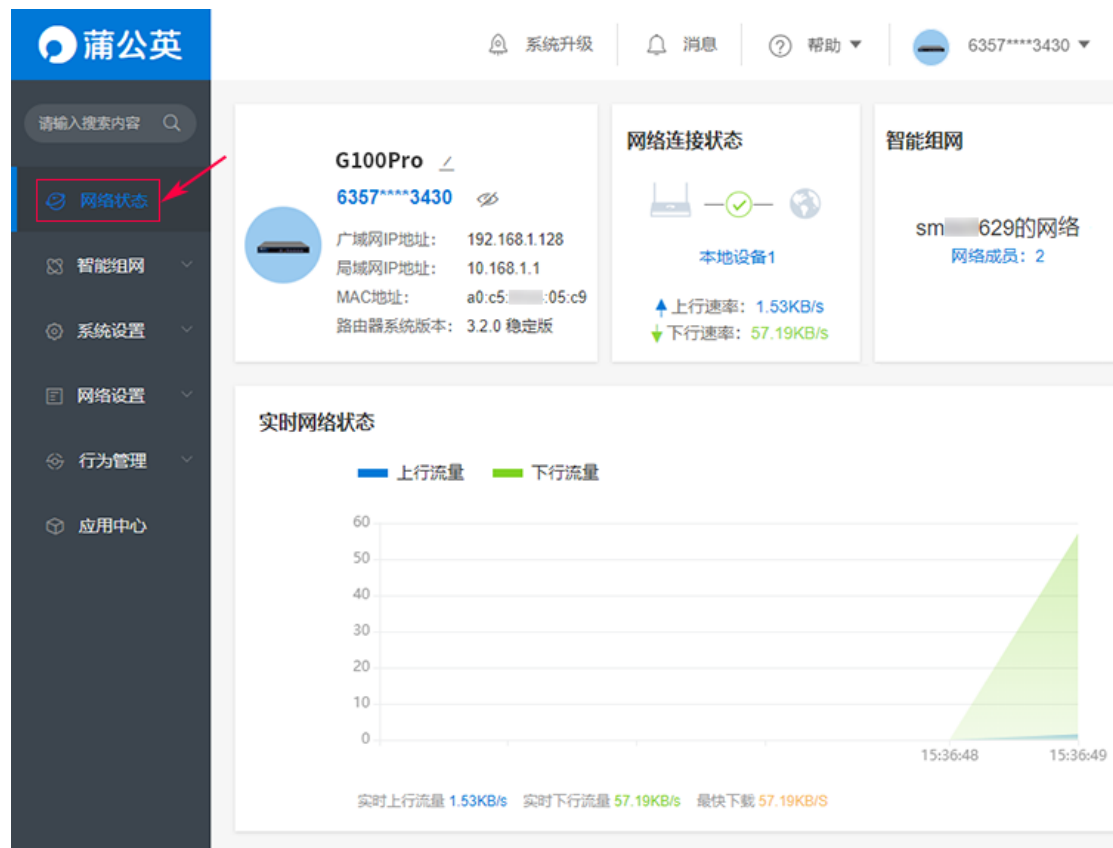 蒲公英
系统升级 消息 帮助 6357****3430
请输入搜索内容
网络状态
智能组网
系统设置
网络设置
行为管理
应用中心
G100Pro
6357****3430
广域网IP地址: 192.168.1.128
局域网IP地址: 10.168.1.1
MAC地址: a0:c5: :05:c9
路由器系统版本: 3.2.0 稳定版
网络连接状态
本地设备1
上行速率: 1.53KB/s
下行速率: 57.19KB/s
智能组网
sm 629的网络
网络成员: 2
实时网络状态
上行流量 下行流量
60
50
40
30
20
10
0
15:36:48 15:36:49
实时上行流量 1.53KB/s 实时下行流量 57.19KB/s 最快下载 57.19KB/S